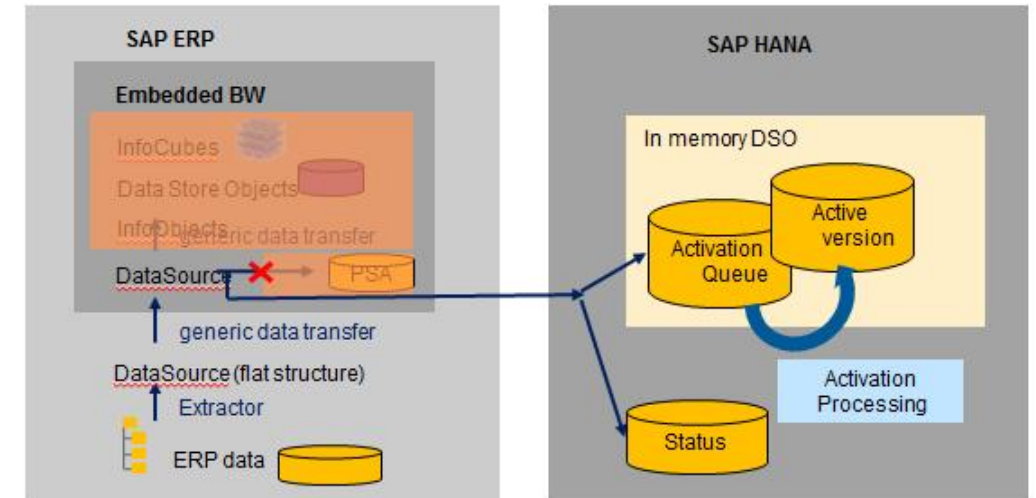 SAP ERP
Embedded BW
InfoCubes
Data Store Objects
InfoObjects
generic data transfer
DataSource
PSA
generic data transfer
DataSource (flat structure)
Extractor
ERP data
SAP HANA
In memory DSO
Active
version
Activation
Queue
Activation
Processing
Status